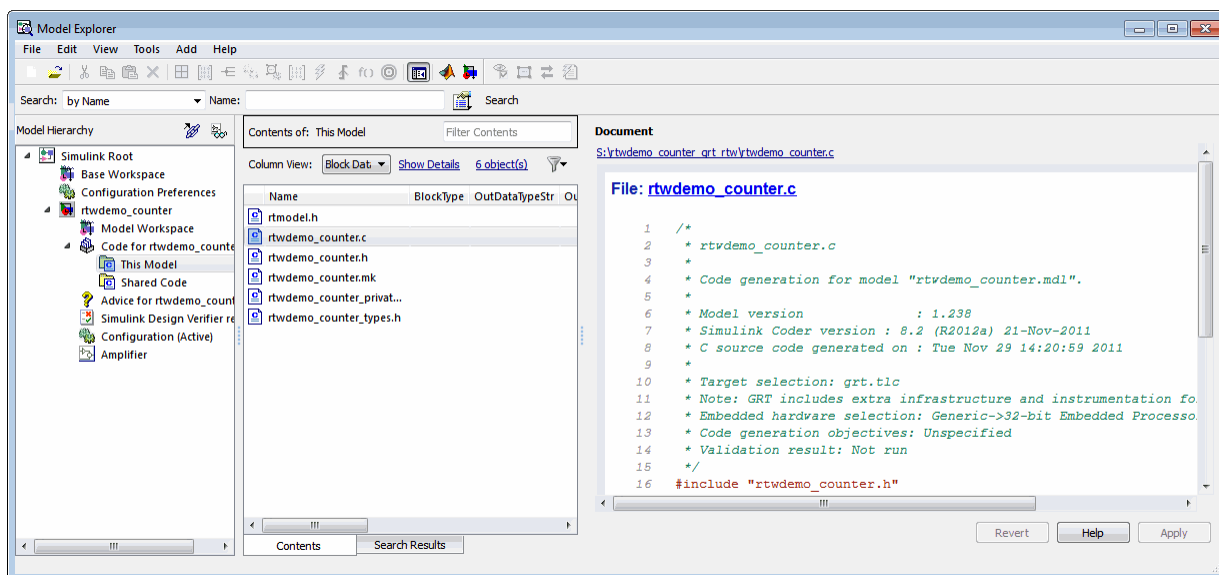 Model Explorer
File Edit View Tools Add Help
Search: by Name Name: Search
Model Hierarchy
Simulink Root
Base Workspace
Configuration Preferences
rtwdemo_counter
Model Workspace
Code for rtwdemo_counte
This Model
Shared Code
Advice for rtwdemo_count
Simulink Design Verifier re
Configuration (Active)
Amplifier
Contents of: This Model Filter Contents
Column View: Block Dat Show Details 6 object(s)
Name BlockType OutDataTypeStr Ou
rtmodel.h
rtwdemo_counter.c
rtwdemo_counter.h
rtwdemo_counter.mk
rtwdemo_counter_privat...
rtwdemo_counter_types.h
Contents Search Results
Document
S:\rtwdemo_counter_grt_rtw\rtwdemo_counter.c
File: rtwdemo_counter.c
1 /*
2 * rtwdemo_counter.c
3 *
4 * Code generation for model "rtwdemo_counter.mdl".
5 *
6 * Model version : 1.238
7 * Simulink Coder version : 8.2 (R2012a) 21-Nov-2011
8 * C source code generated on : Tue Nov 29 14:20:59 2011
9 *
10 * Target selection: grt.tlc
11 * Note: GRT includes extra infrastructure and instrumentation fo
12 * Embedded hardware selection: Generic->32-bit Embedded Processo
13 * Code generation objectives: Unspecified
14 * Validation result: Not run
15 */
16 #include "rtwdemo_counter.h"
Revert Help Apply